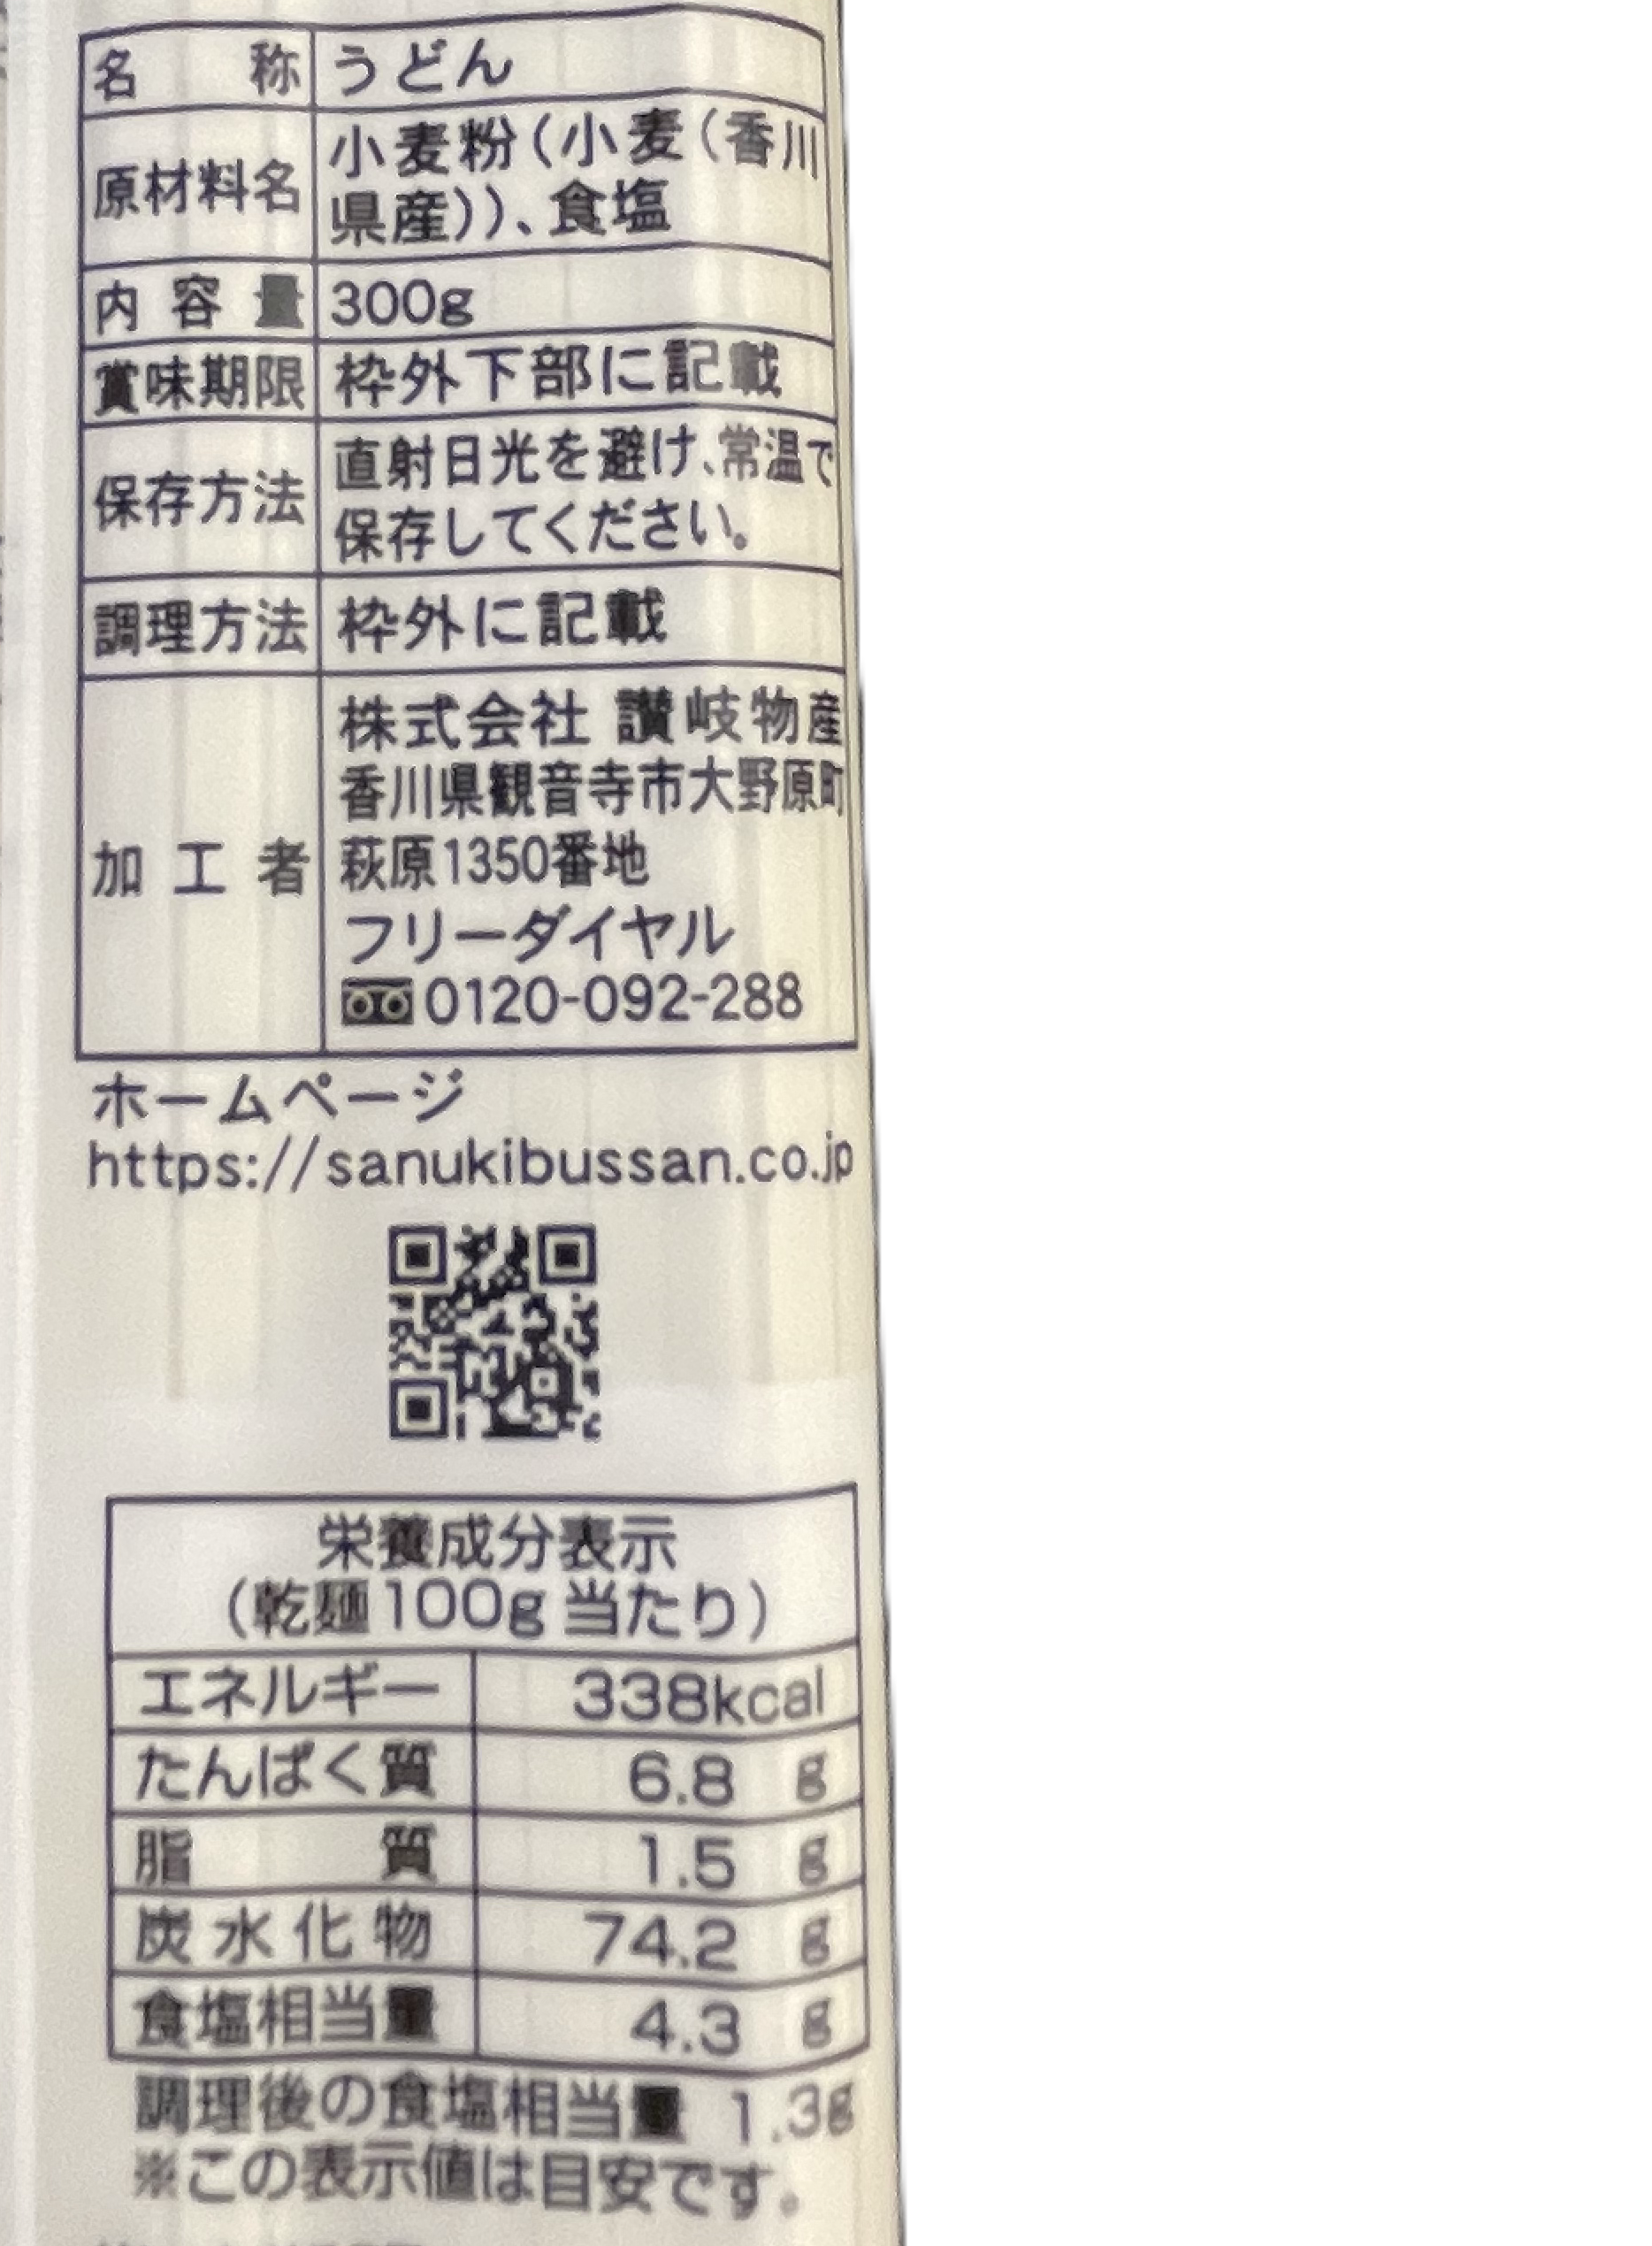 名称 うどん
原材料名 小麦粉(小麦(香川
県産))、食塩
内容量 300g
賞味期限 枠外下部に記載
保存方法 直射日光を避け、常温で
保存してください。
調理方法 枠外に記載
加工者 株式会社 讃岐物産
香川県観音寺市大野原町
萩原1350番地
フリーダイヤル
0120-092-288
ホームページ
https://sanukibussan.co.jp
栄養成分表示
(乾麺100g当たり)
エネルギー 338kcal
たんぱく質 6.8 g
脂質 1.5 g
炭水化物 74.2 g
食塩相当量 4.3 g
調理後の食塩相当量 1.3g
※この表示値は目安です。